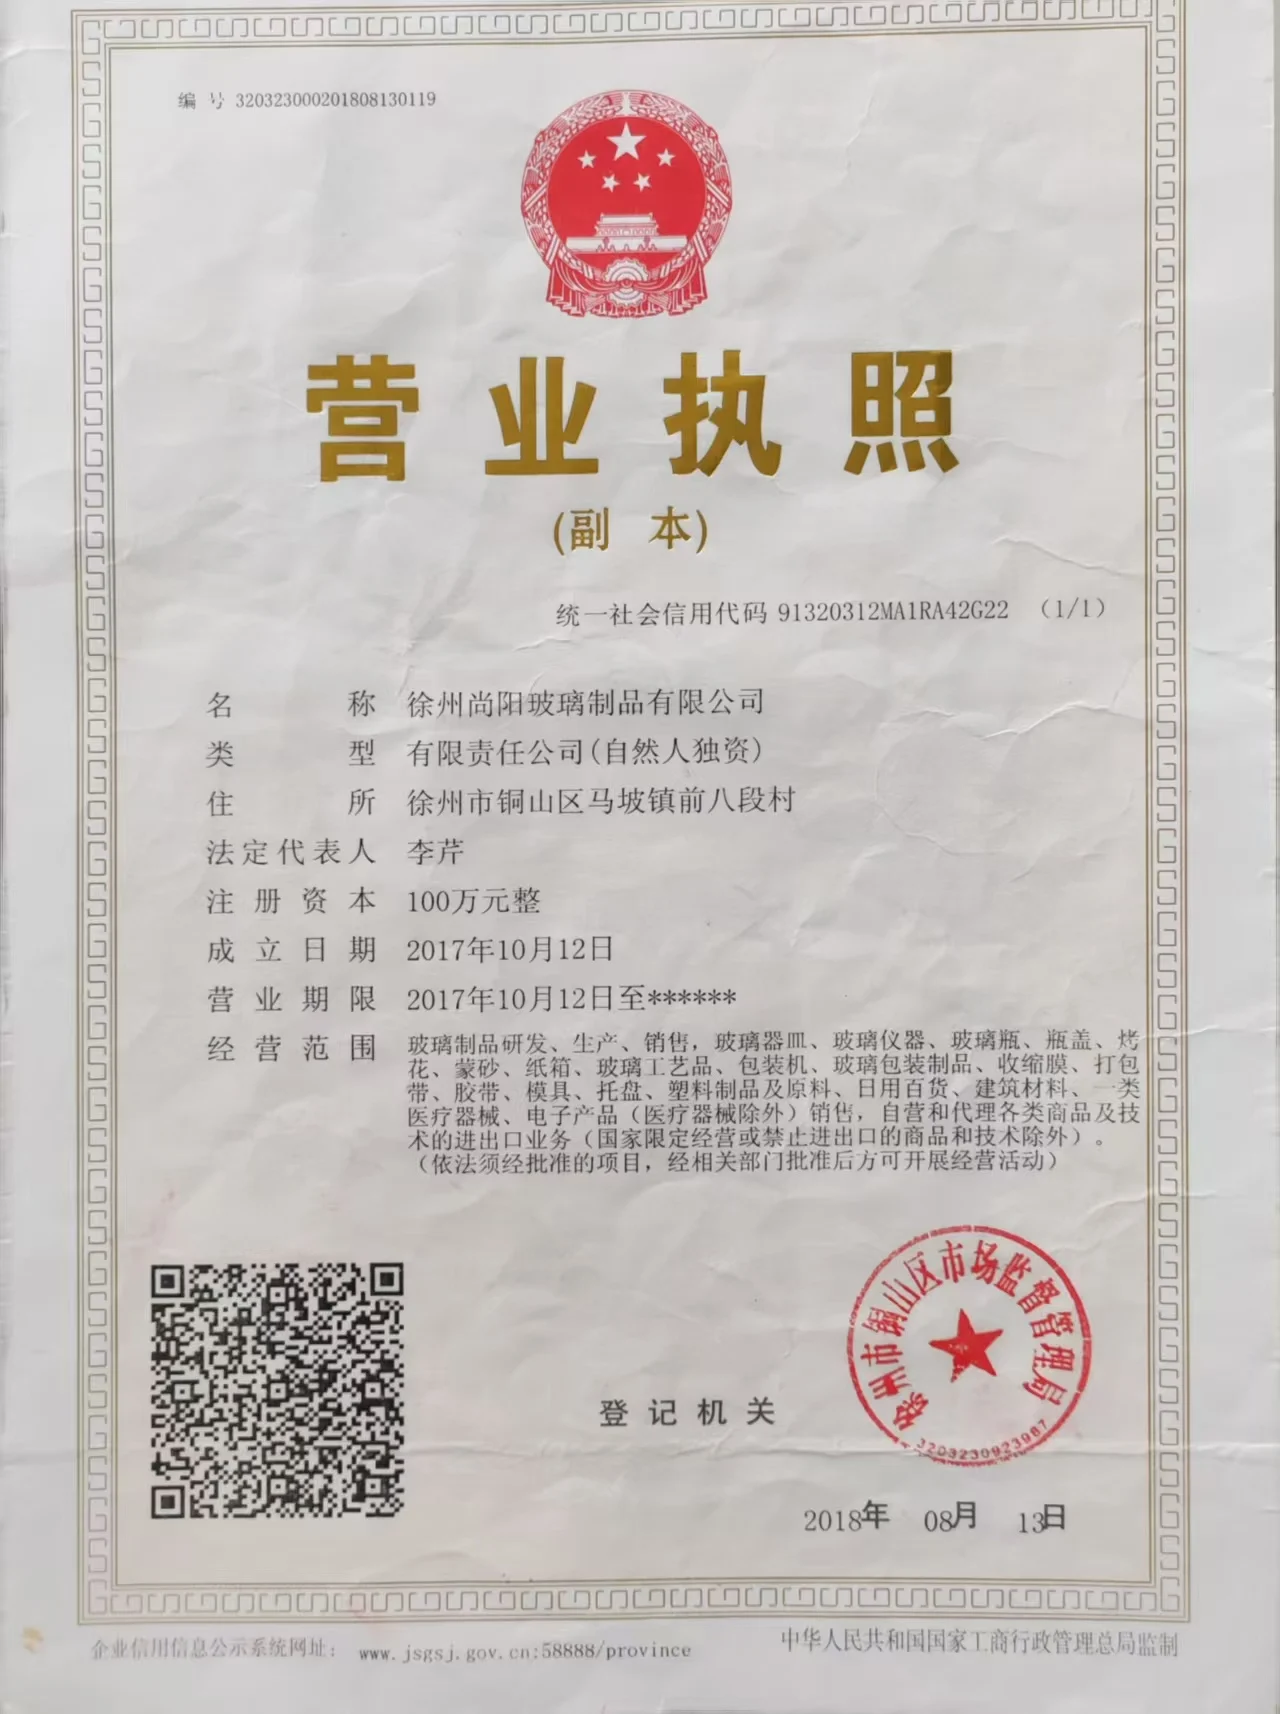 编 号 320323000201808130119
营业执照
(副 本)
统一社会信用代码 91320312MA1RA42G22 （1/1）
名 称 徐州尚阳玻璃制品有限公司
类 型 有限责任公司(自然人独资)
住 所 徐州市铜山区马坡镇前八段村
法定代表人 李芹
注册资本 100万元整
成立日期 2017年10月12日
营业期限 2017年10月12日至******
经营范围 玻璃制品研发、生产、销售，玻璃器皿、玻璃仪器、玻璃瓶、瓶盖、烤
花、蒙砂、纸箱、玻璃工艺品、包装机、玻璃包装制品、收缩膜、打包
带、胶带、模具、托盘、塑料制品及原料、日用百货、建筑材料、一类
医疗器械、电子产品（医疗器械除外）销售，自营和代理各类商品及技
术的进出口业务（国家限定经营或禁止进出口的商品和技术除外）。
（依法须经批准的项目，经相关部门批准后方可开展经营活动）
徐州市铜山区市场监督管理局
3203230923987
登记机关
2018年 08月 13日
企业信用信息公示系统网址： www.jsgsj.gov.cn:58888/province
中华人民共和国国家工商行政管理总局监制